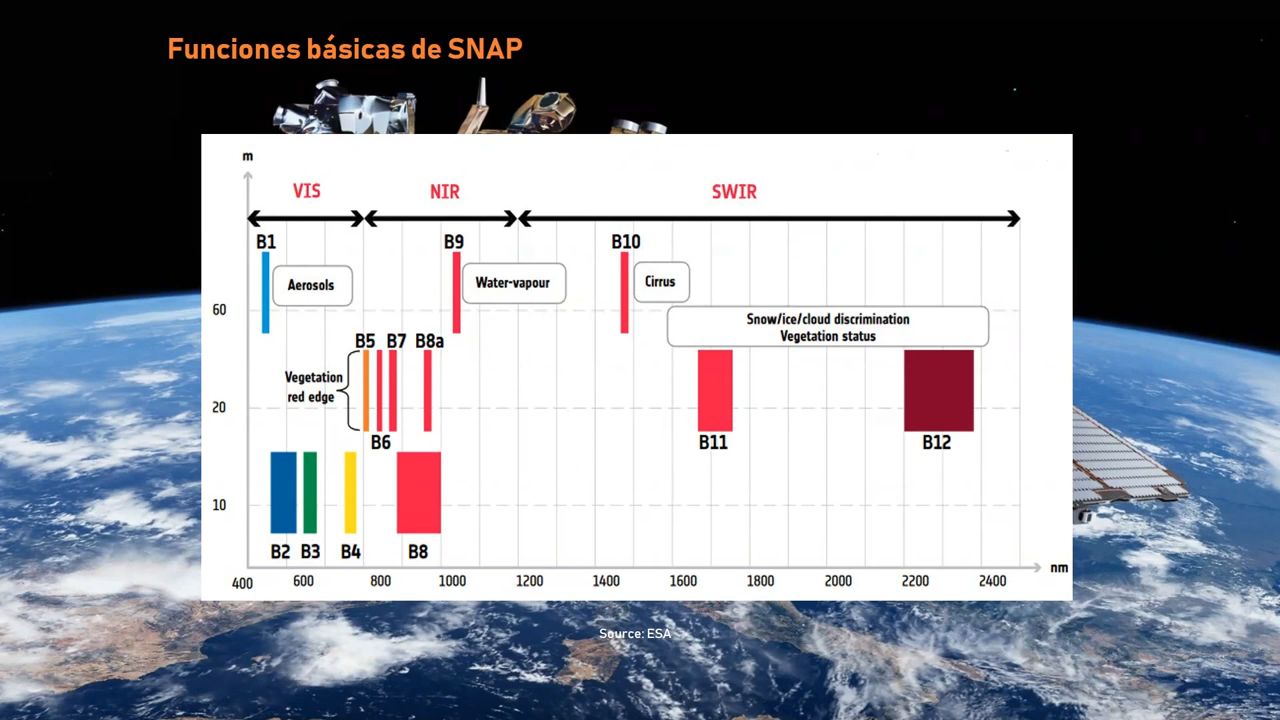 Funciones básicas de SNAP
m
VIS
NIR
SWIR
B1
B9
B10
Aerosols
Water-vapour
Cirrus
60
Snow/ice/cloud discrimination
Vegetation status
B5
B7
B8a
Vegetation
red edge
20
B6
B11
B12
10
B2
B3
B4
B8
400
600
800
1000
1200
1400
1600
1800
2000
2200
2400
nm
Source: ESA